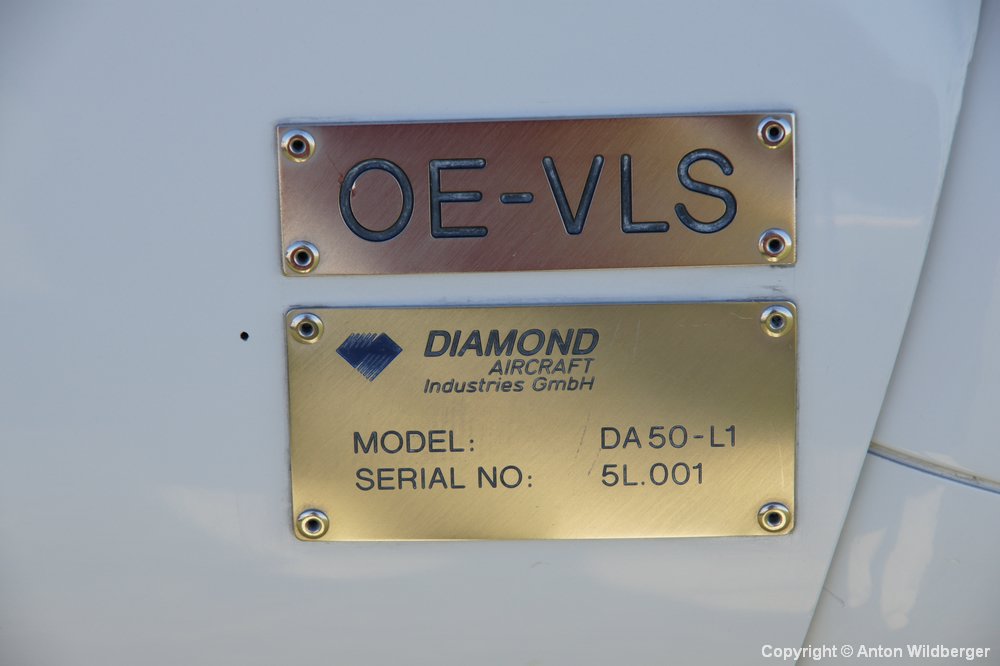 OE-VLS
DIAMOND
AIRCRAFT
Industries GmbH
MODEL: DA50-L1
SERIAL NO: 5L.001
Copyright © Anton Wildberger